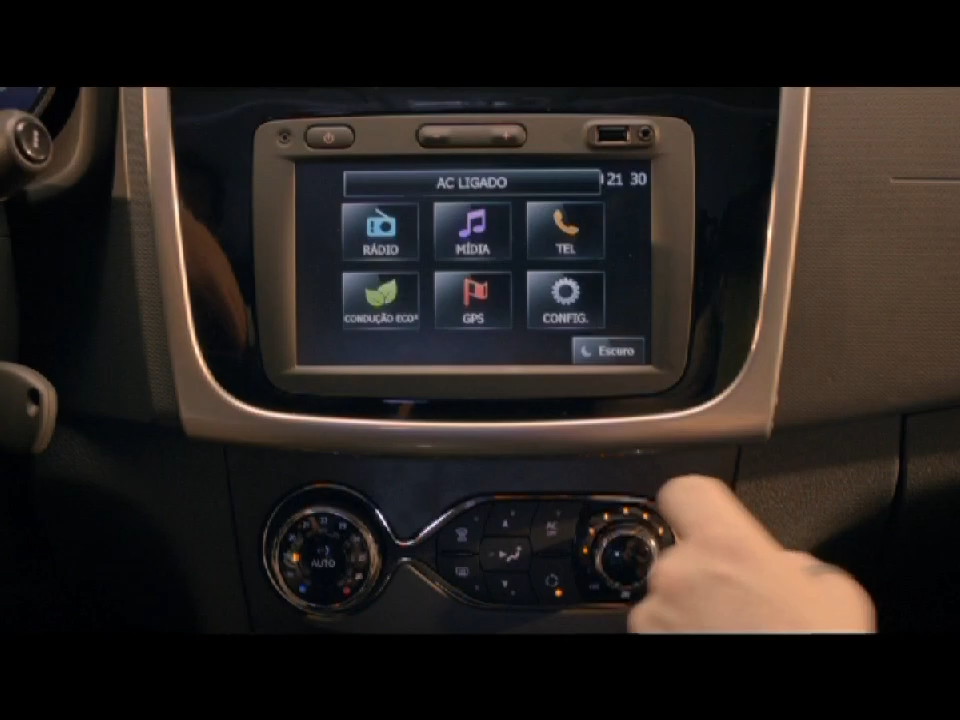 AC LIGADO
21 30
RÁDIO
MÍDIA
TEL
CONDUÇÃO ECO²
GPS
CONFIG.
Escuro
AUTO